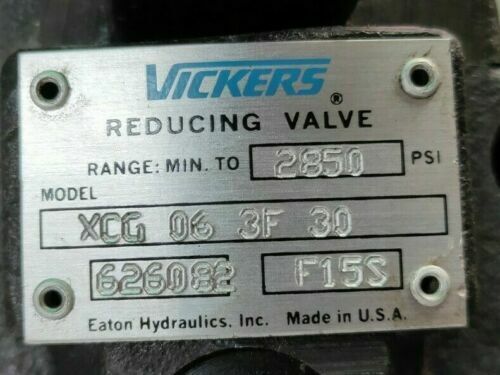 VICKERS®
REDUCING VALVE
RANGE: MIN. TO 2850 PSI
MODEL
XCG 06 3F 30
626082 F15S
Eaton Hydraulics, Inc. Made in U.S.A.